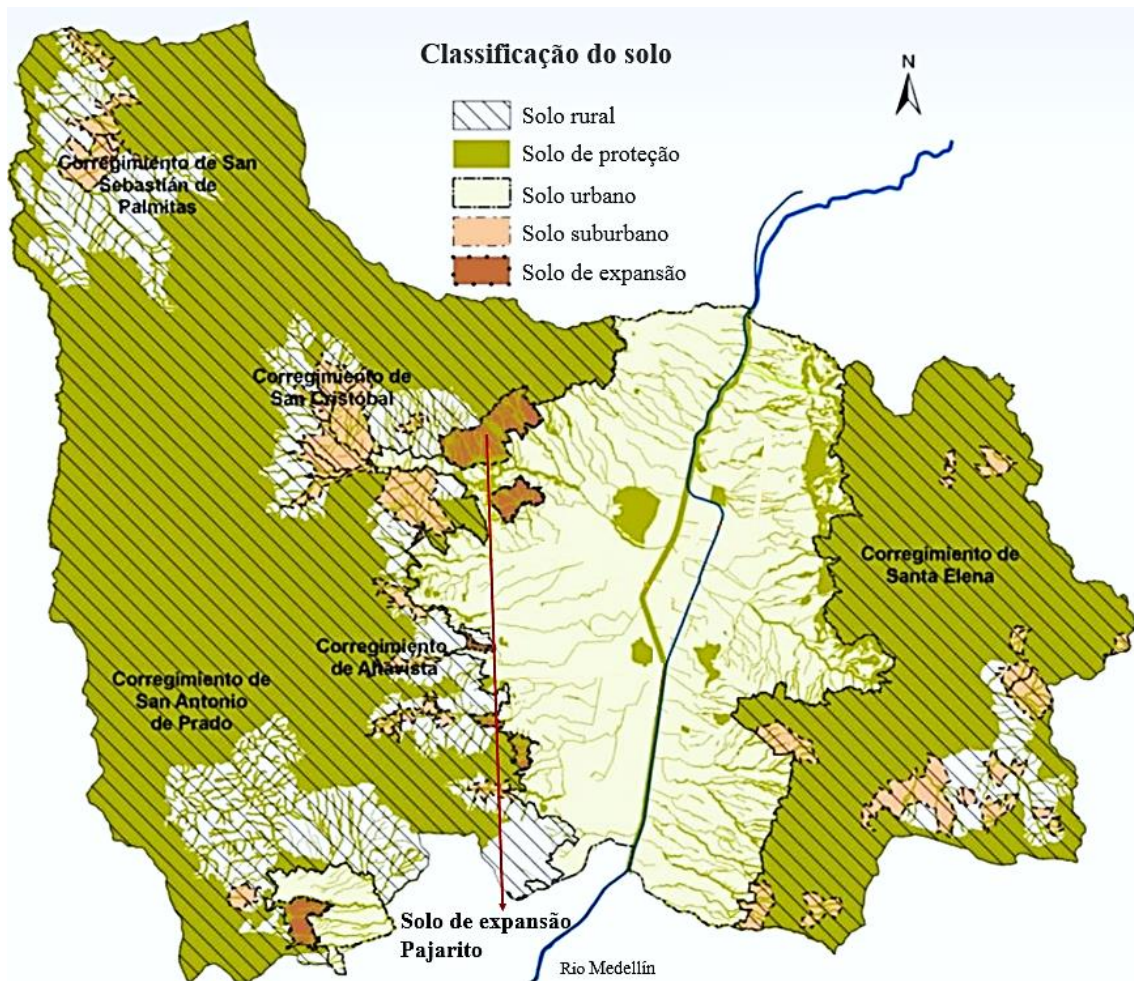 Classificação do solo
N
Solo rural
Solo de proteção
Solo urbano
Solo suburbano
Solo de expansão
Corregimiento de San
Sebastián de
Palmitas
Corregimiento de
San Cristóbal
Corregimiento de
Santa Elena
Corregimiento
de Altavista
Corregimiento de
San Antonio
de Prado
Solo de expansão
Pajarito
Rio Medellín